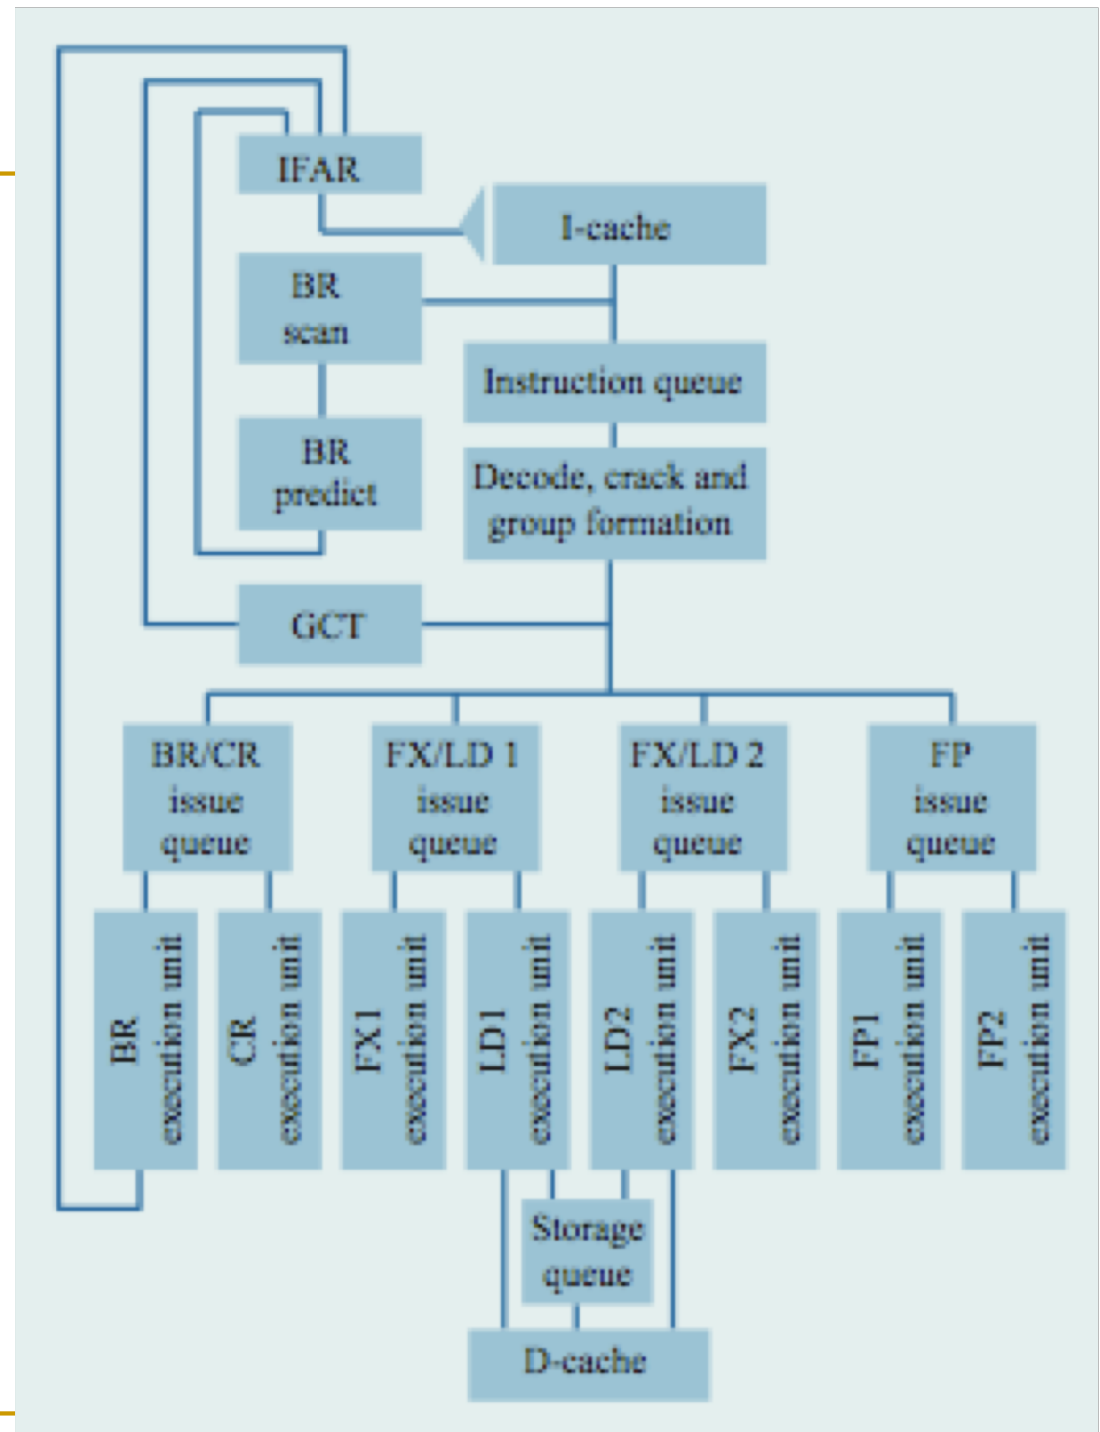 IFAR
I-cache
BR
scan
Instruction queue
BR
predict
Decode, crack and
group formation
GCT
BR/CR
issue
queue
FX/LD 1
issue
queue
FX/LD 2
issue
queue
FP
issue
queue
BR
execution unit
CR
execution unit
FX1
execution unit
LD1
execution unit
LD2
execution unit
FX2
execution unit
FP1
execution unit
FP2
execution unit
Storage
queue
D-cache